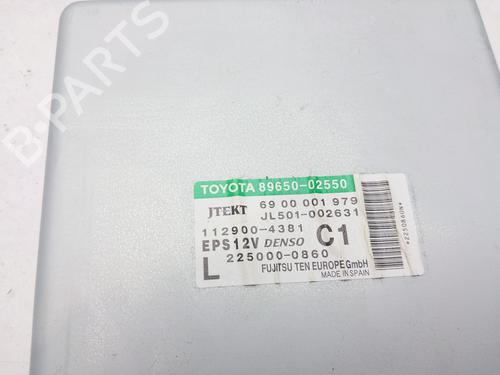 B-PARTS
TOYOTA 89650-02550
JTEKT 69 00 001 979
JL501-002631
112900-4381 C1
EPS12V DENSO
L 225000-0860
FUJITSU TEN EUROPE GmbH
MADE IN SPAIN